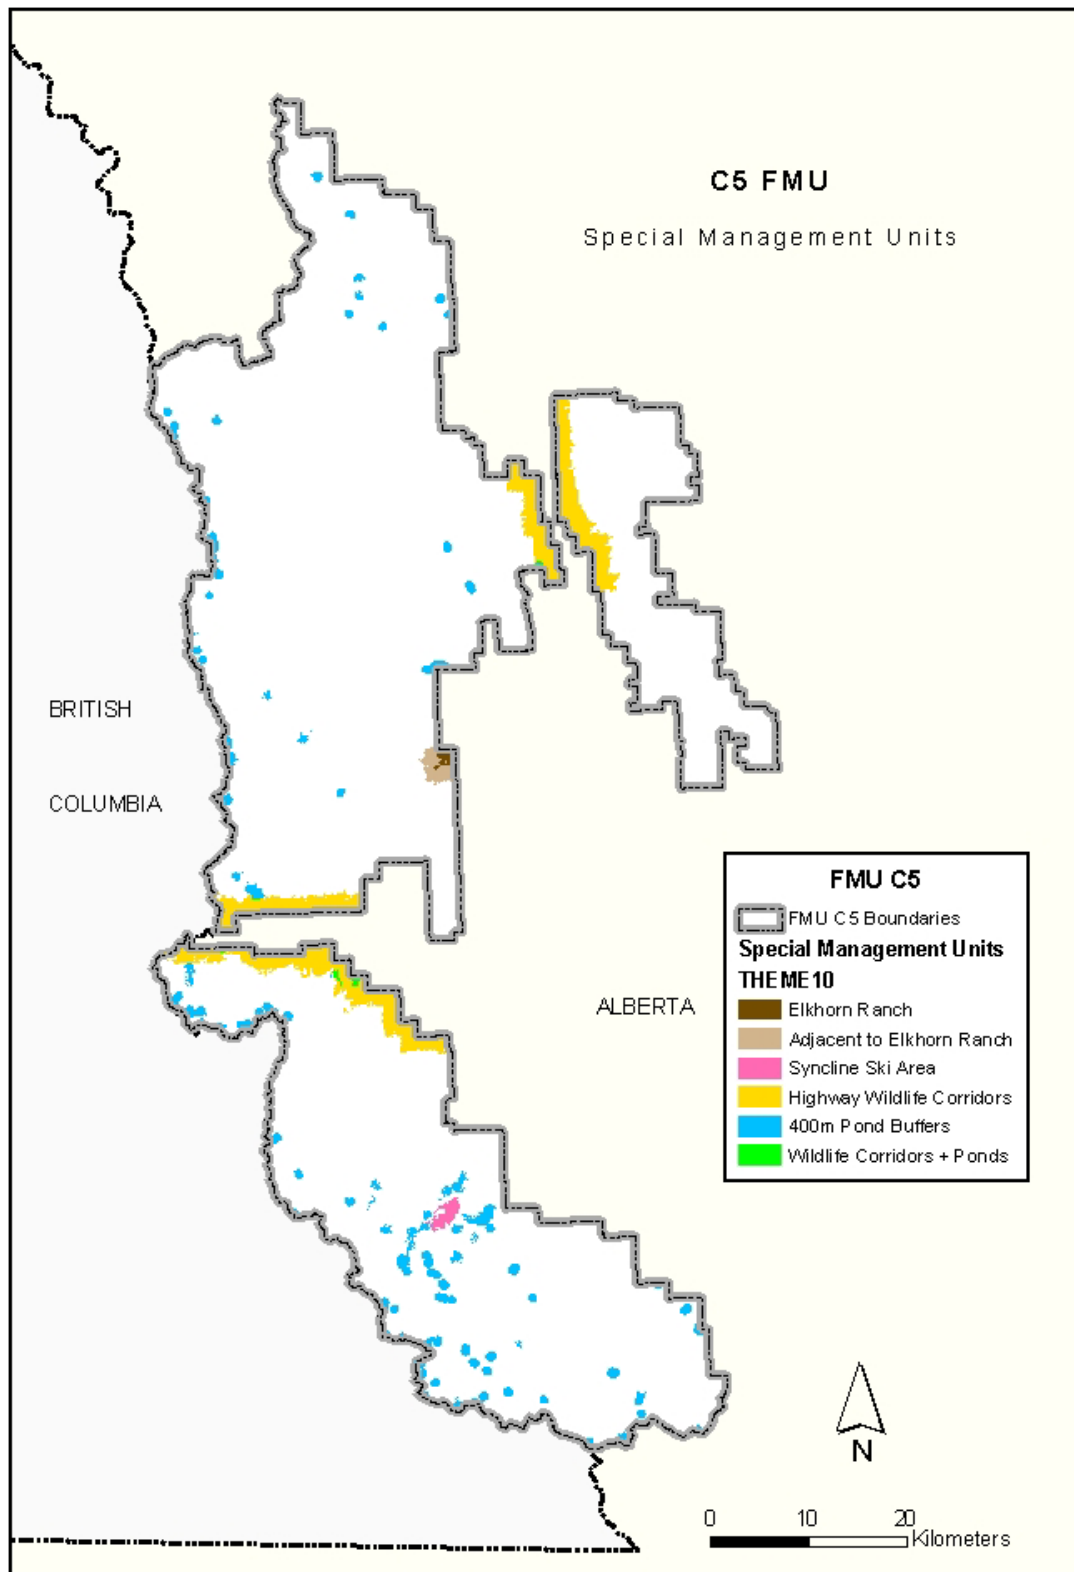 C5 FMU
Special Management Units
BRITISH
COLUMBIA
ALBERTA
FMU C5
FMU C5 Boundaries
Special Management Units
THEME10
Elkhorn Ranch
Adjacent to Elkhorn Ranch
Syncline Ski Area
Highway Wildlife Corridors
400m Pond Buffers
Wildlife Corridors + Ponds
N
0 10 20
Kilometers